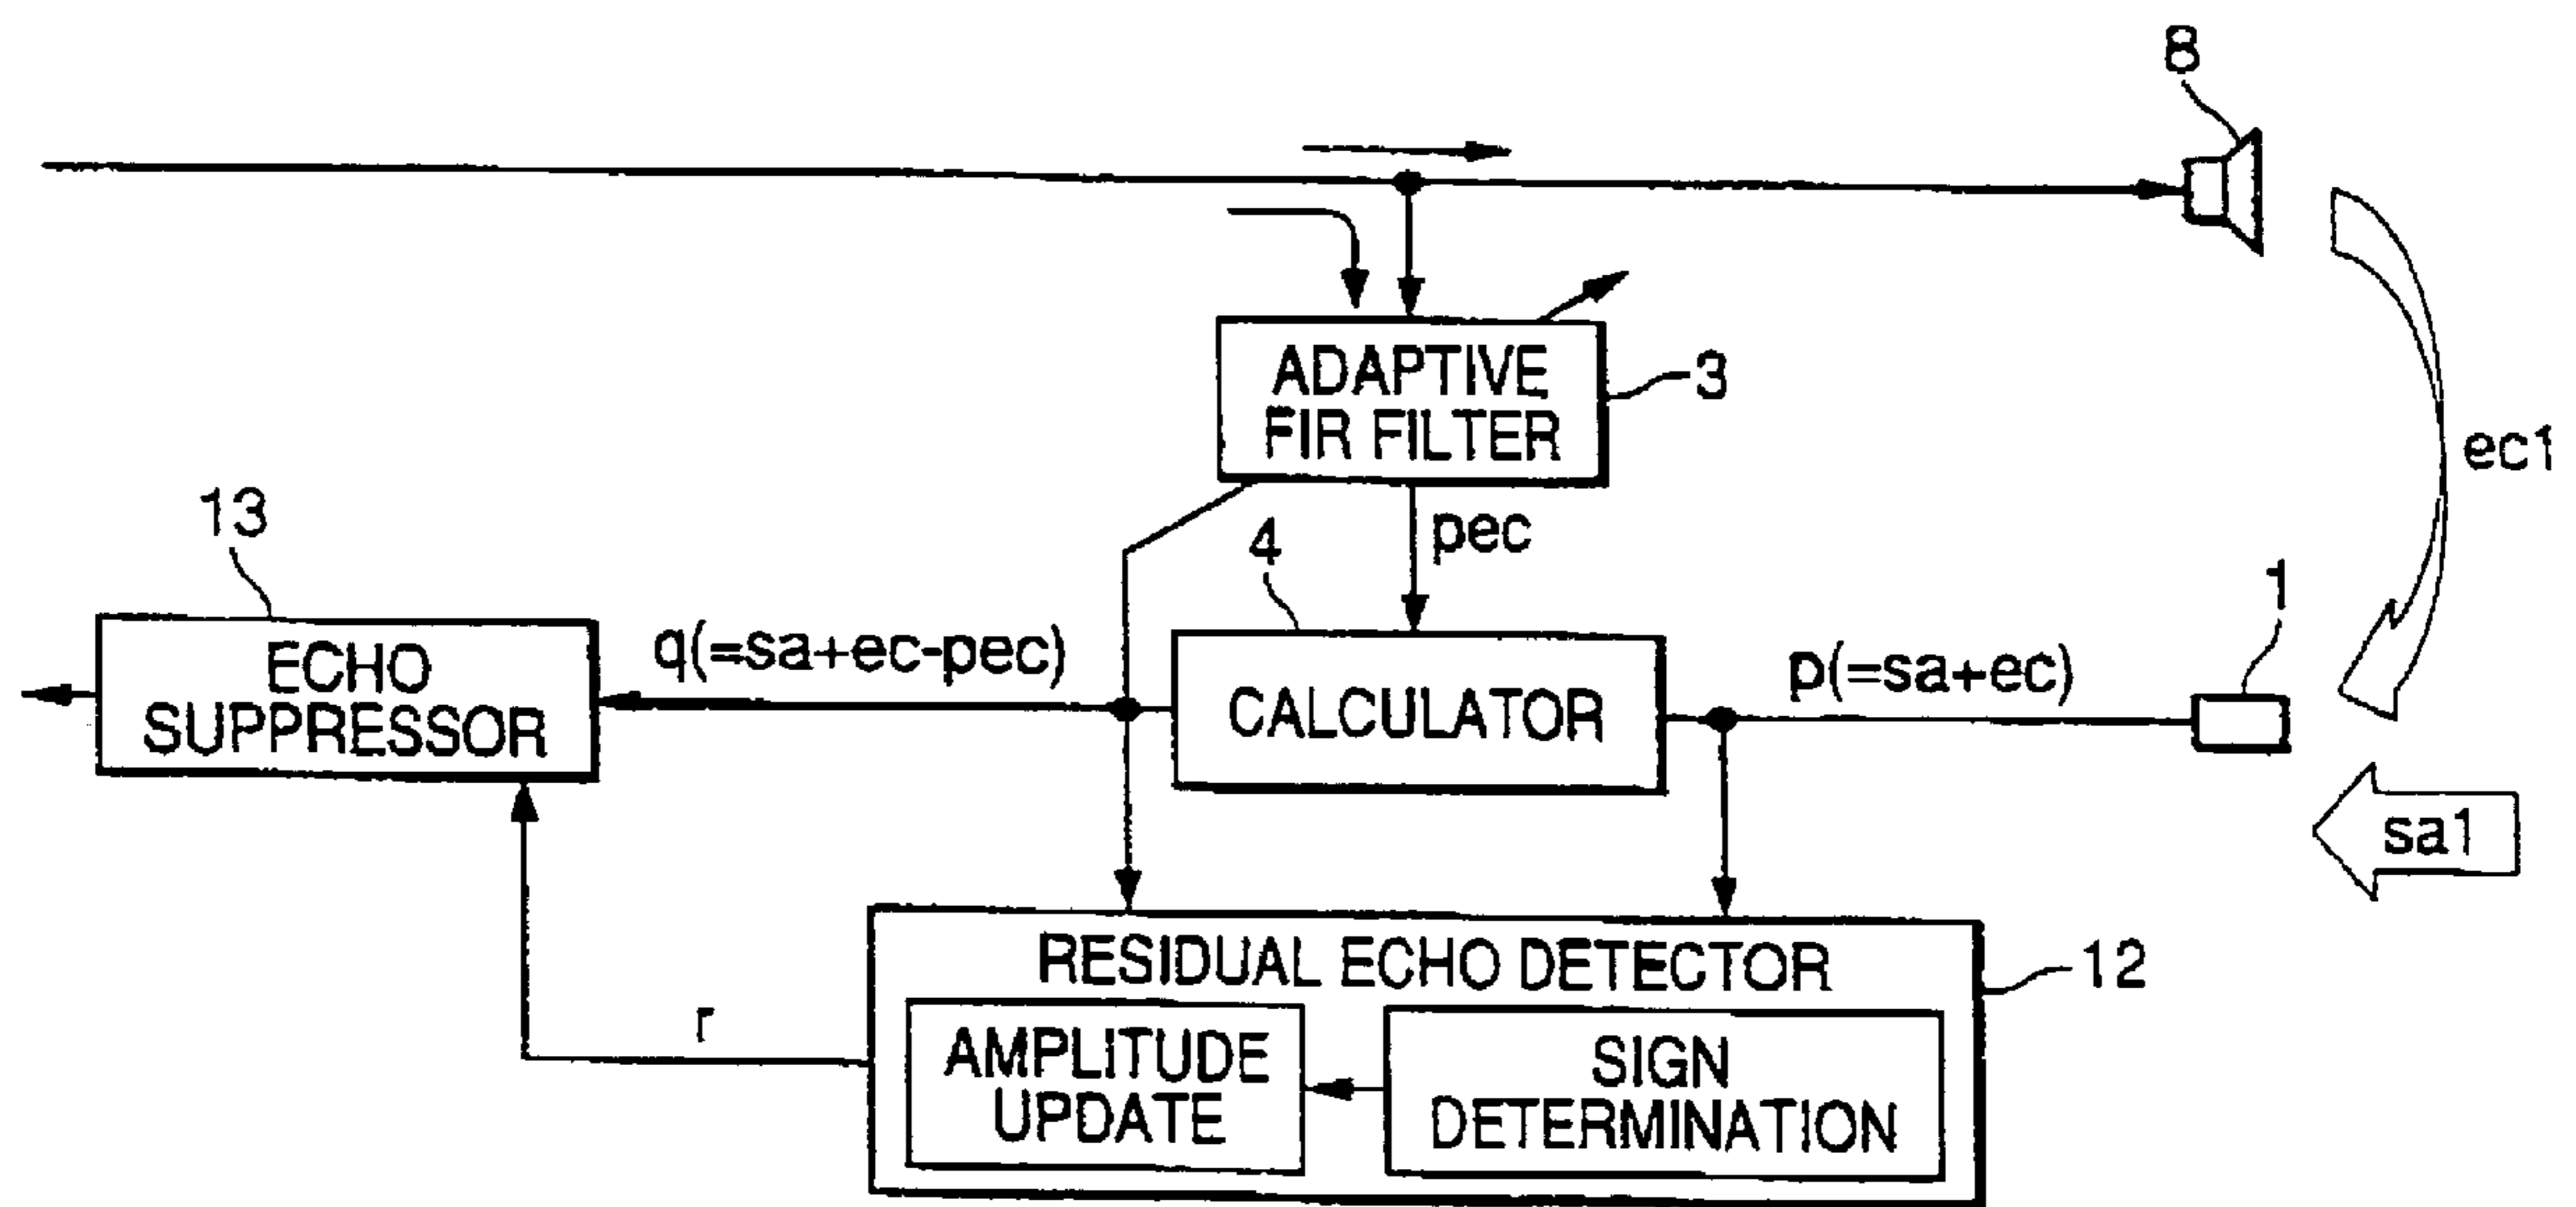 8
ADAPTIVE
FIR FILTER
3
ec1
13
4
pec
1
ECHO
SUPPRESSOR
q(=sa+ec-pec)
CALCULATOR
p(=sa+ec)
sa1
RESIDUAL ECHO DETECTOR
12
r
AMPLITUDE
UPDATE
SIGN
DETERMINATION